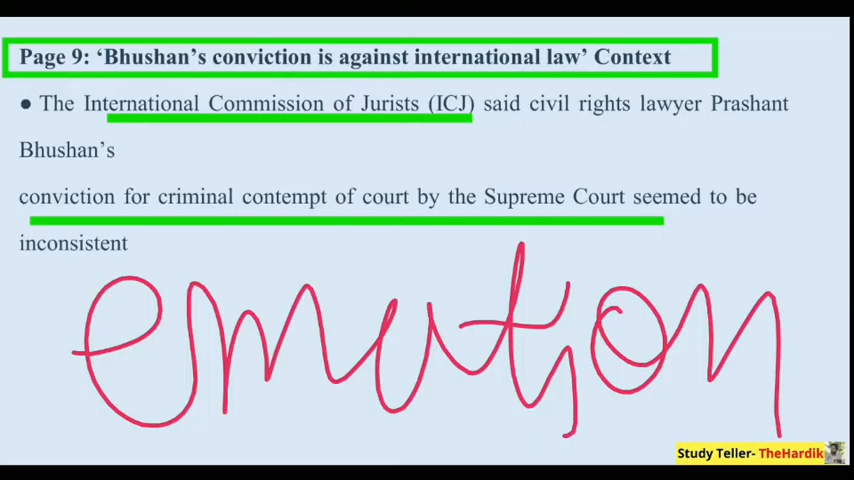 Page 9: ‘Bhushan’s conviction is against international law’ Context
● The International Commission of Jurists (ICJ) said civil rights lawyer Prashant
Bhushan’s
conviction for criminal contempt of court by the Supreme Court seemed to be
inconsistent
Study Teller- TheHardik